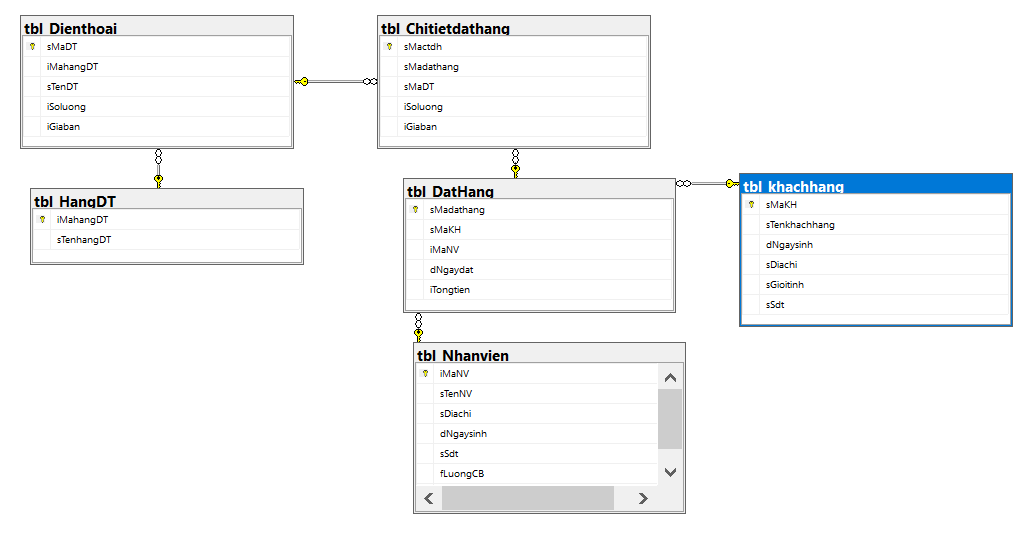 tbl_Dienthoai
sMaDT
iMahangDT
sTenDT
iSoluong
iGiaban
tbl_Chitietdathang
sMactdh
sMadathang
sMaDT
iSoluong
iGiaban
tbl_HangDT
iMahangDT
sTenhangDT
tbl_DatHang
sMadathang
sMaKH
iMaNV
dNgaydat
iTongtien
tbl_khachhang
sMaKH
sTenkhachhang
dNgaysinh
sDiachi
sGioitinh
sSdt
tbl_Nhanvien
iMaNV
sTenNV
sDiachi
dNgaysinh
sSdt
fLuongCB